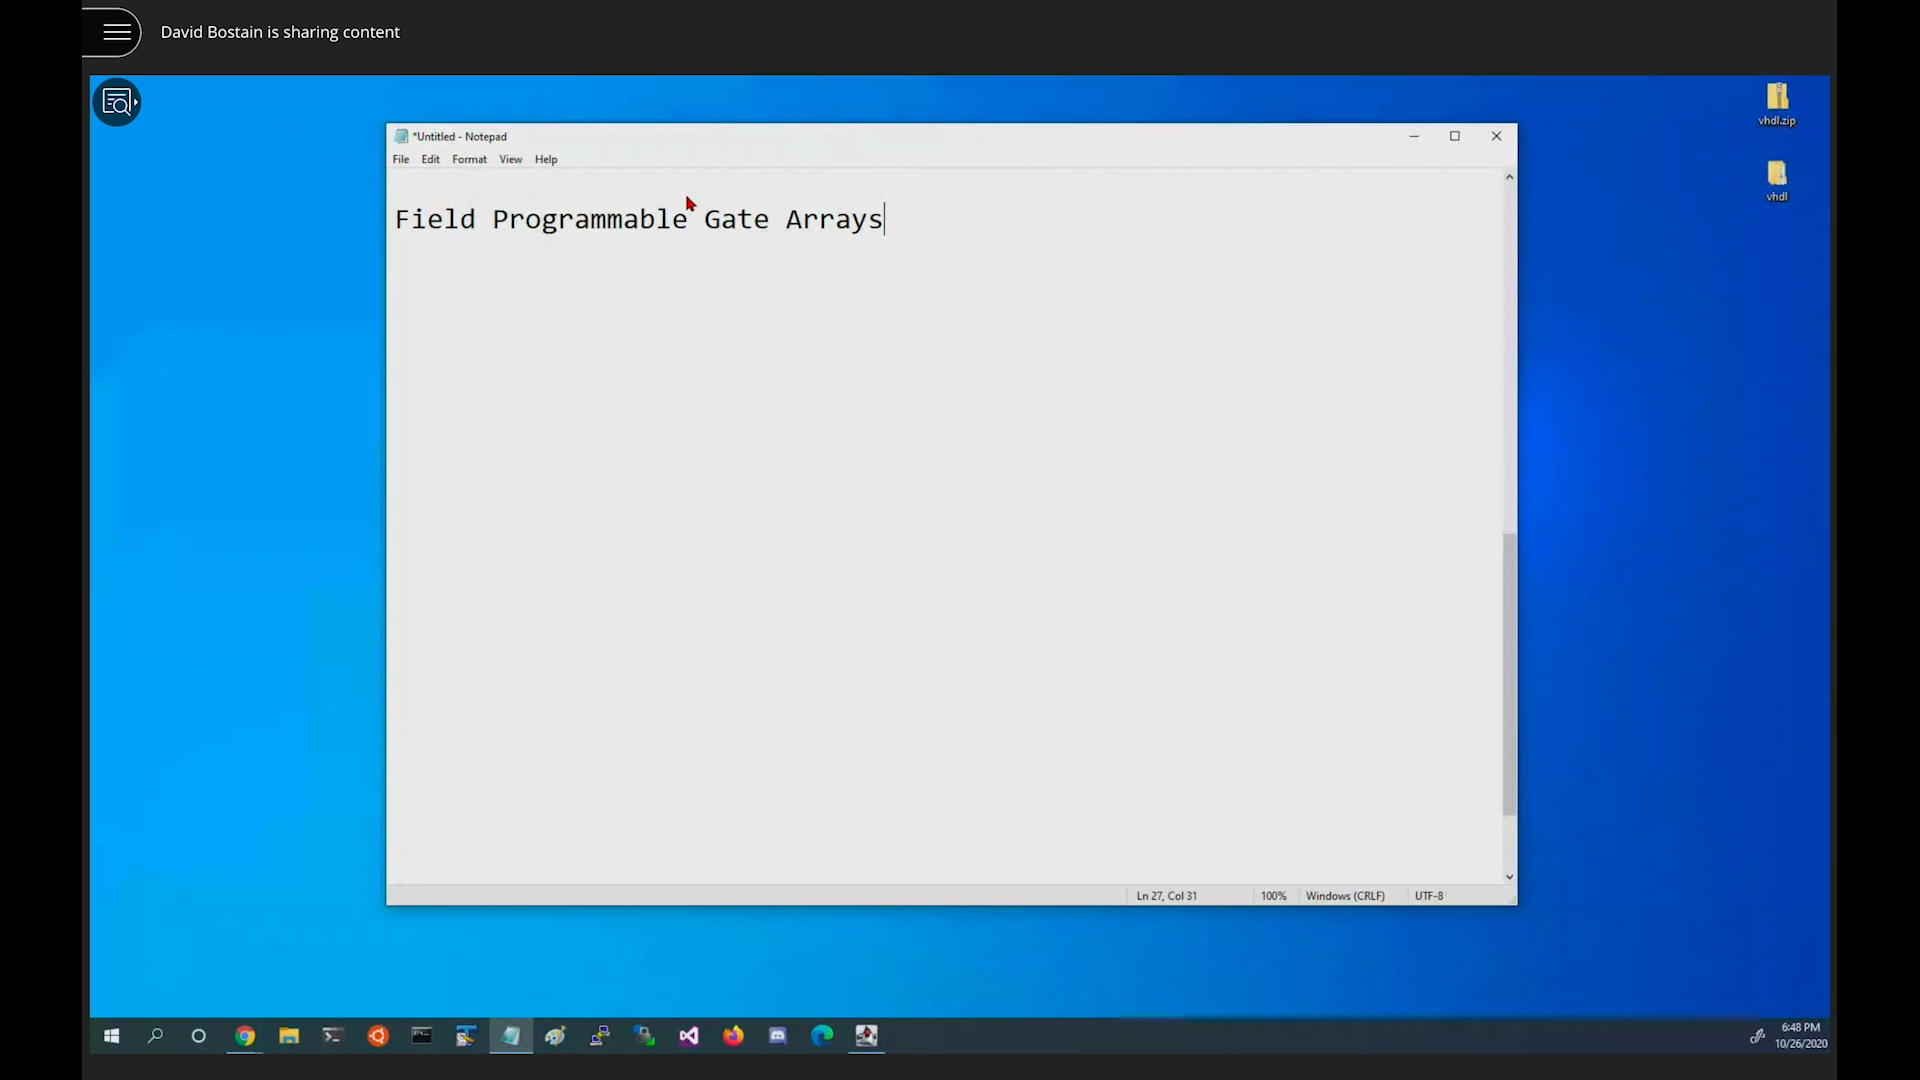 David Bostain is sharing content
vhdl.zip
*Untitled - Notepad
File Edit Format View Help
vhdl
Field Programmable Gate Arrays
Ln 27, Col 31 100% Windows (CRLF) UTF-8
6:48 PM
10/26/2020